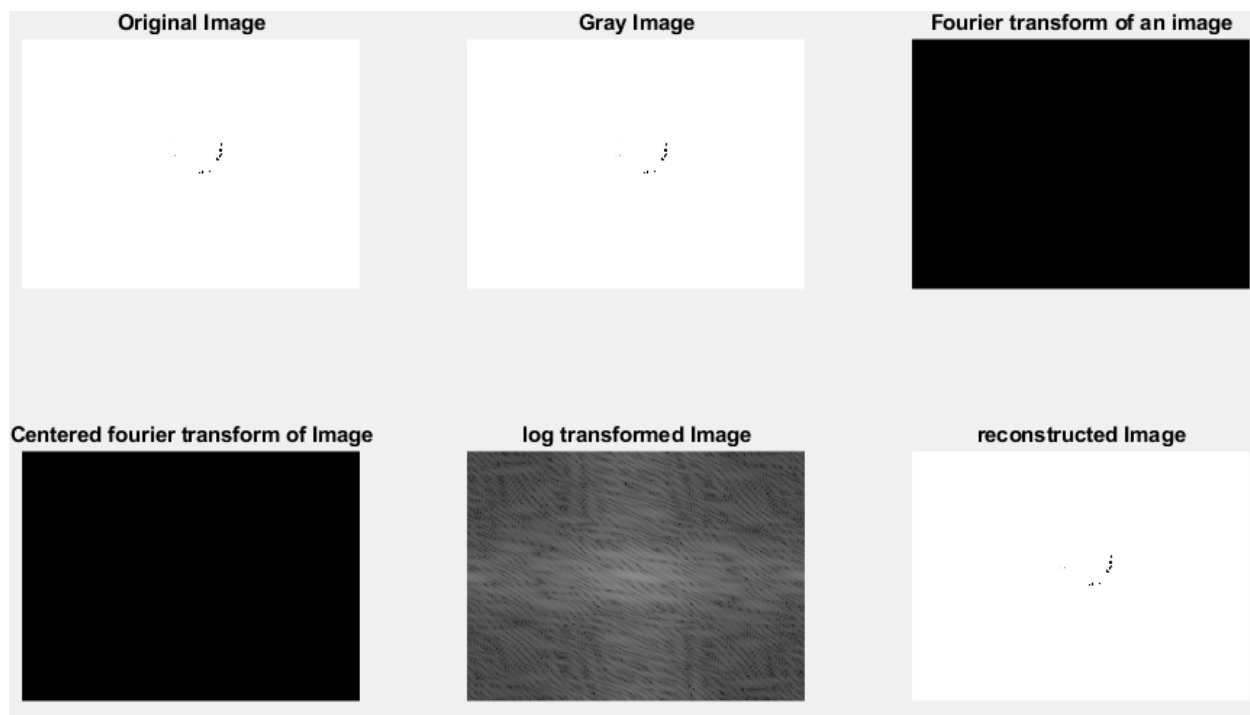 Original Image
Gray Image
Fourier transform of an image
Centered fourier transform of Image
log transformed Image
reconstructed Image